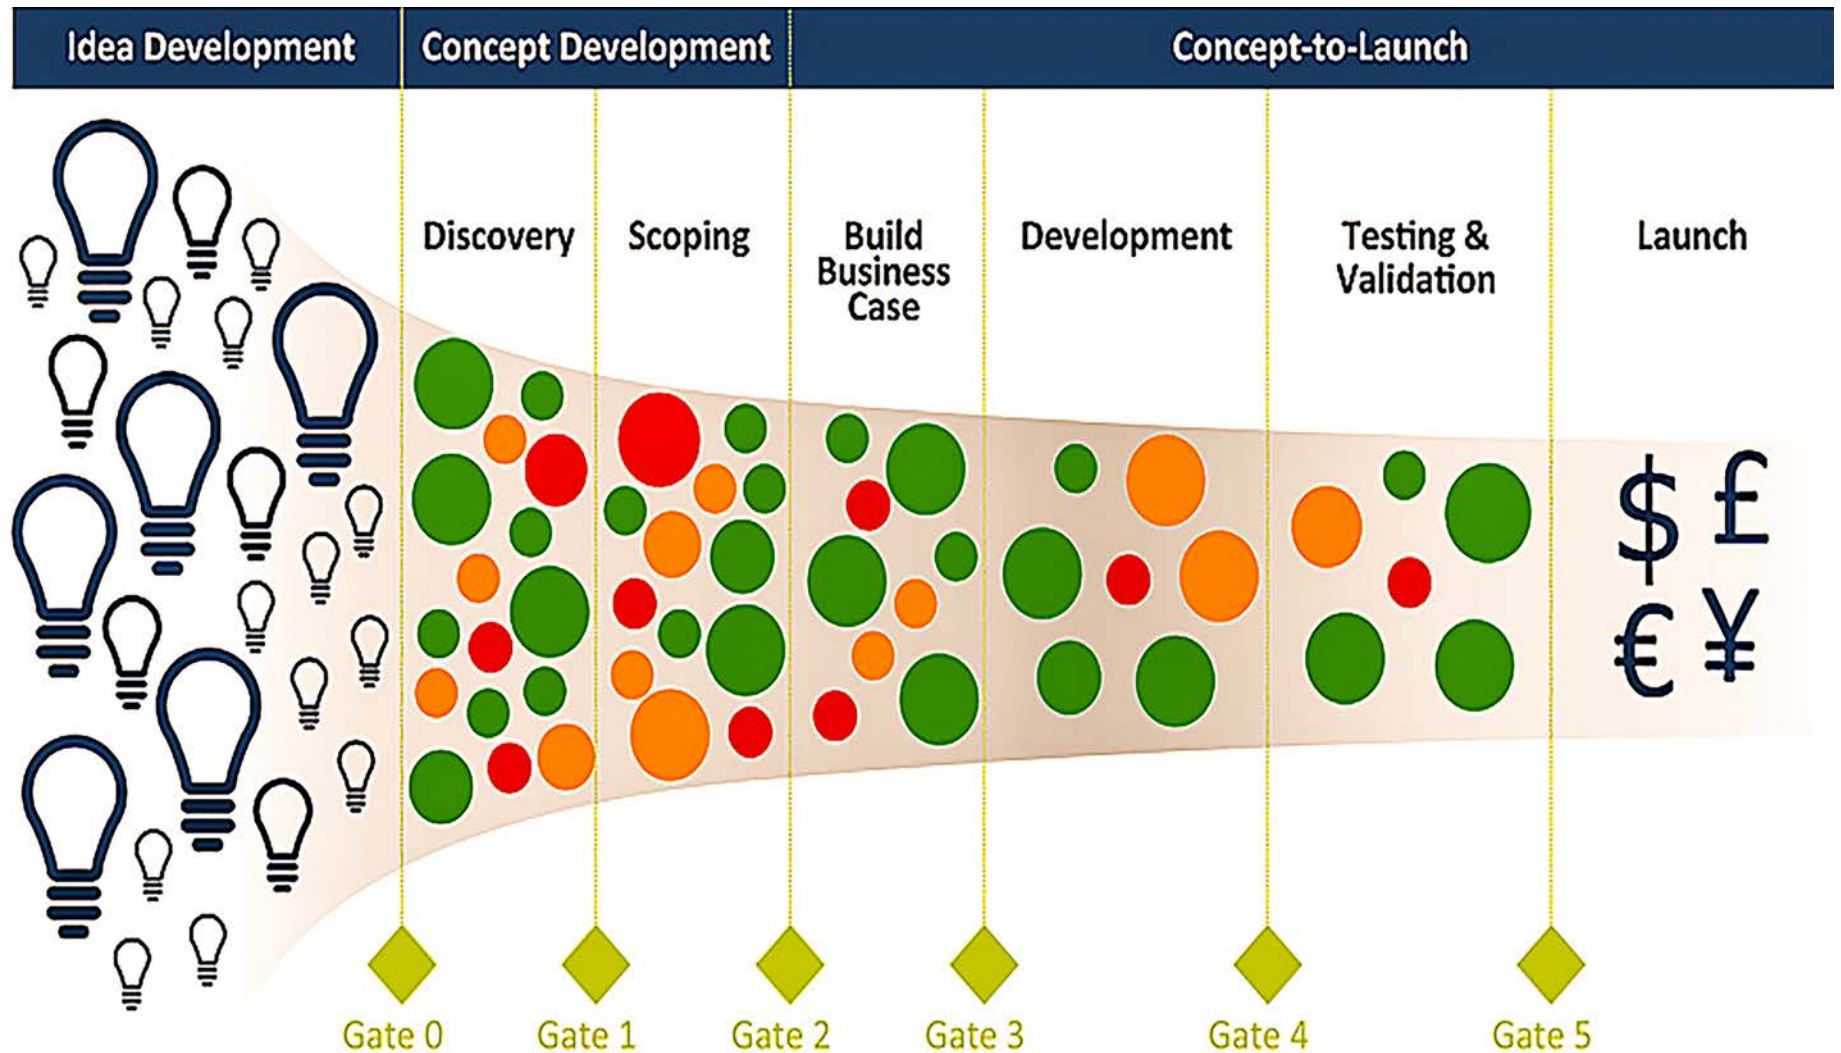 Idea Development
Concept Development
Concept-to-Launch
Discovery
Scoping
Build
Business
Case
Development
Testing &
Validation
Launch
$ £
€ ¥
Gate 0
Gate 1
Gate 2
Gate 3
Gate 4
Gate 5